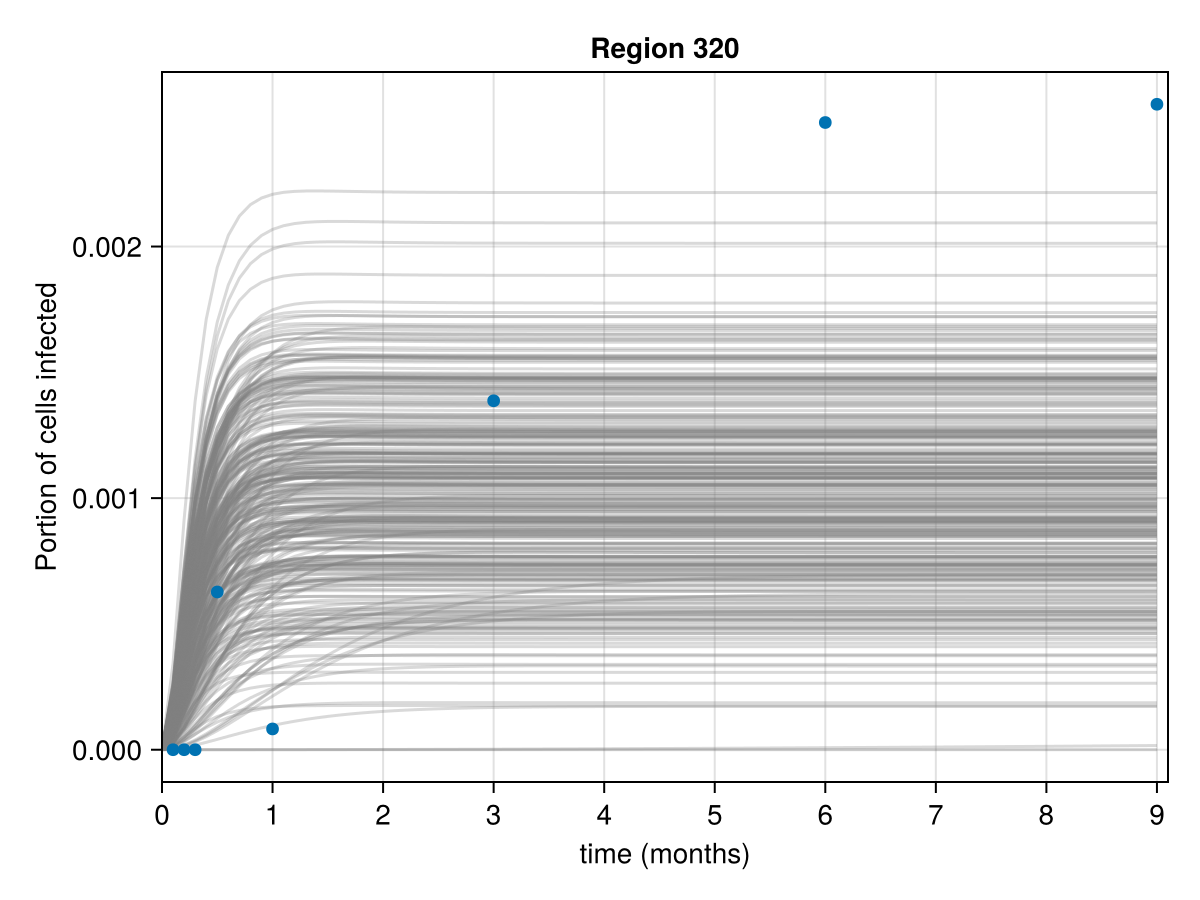 Region 320
Portion of cells infected
0.002
0.001
0.000
0 1 2 3 4 5 6 7 8 9
time (months)